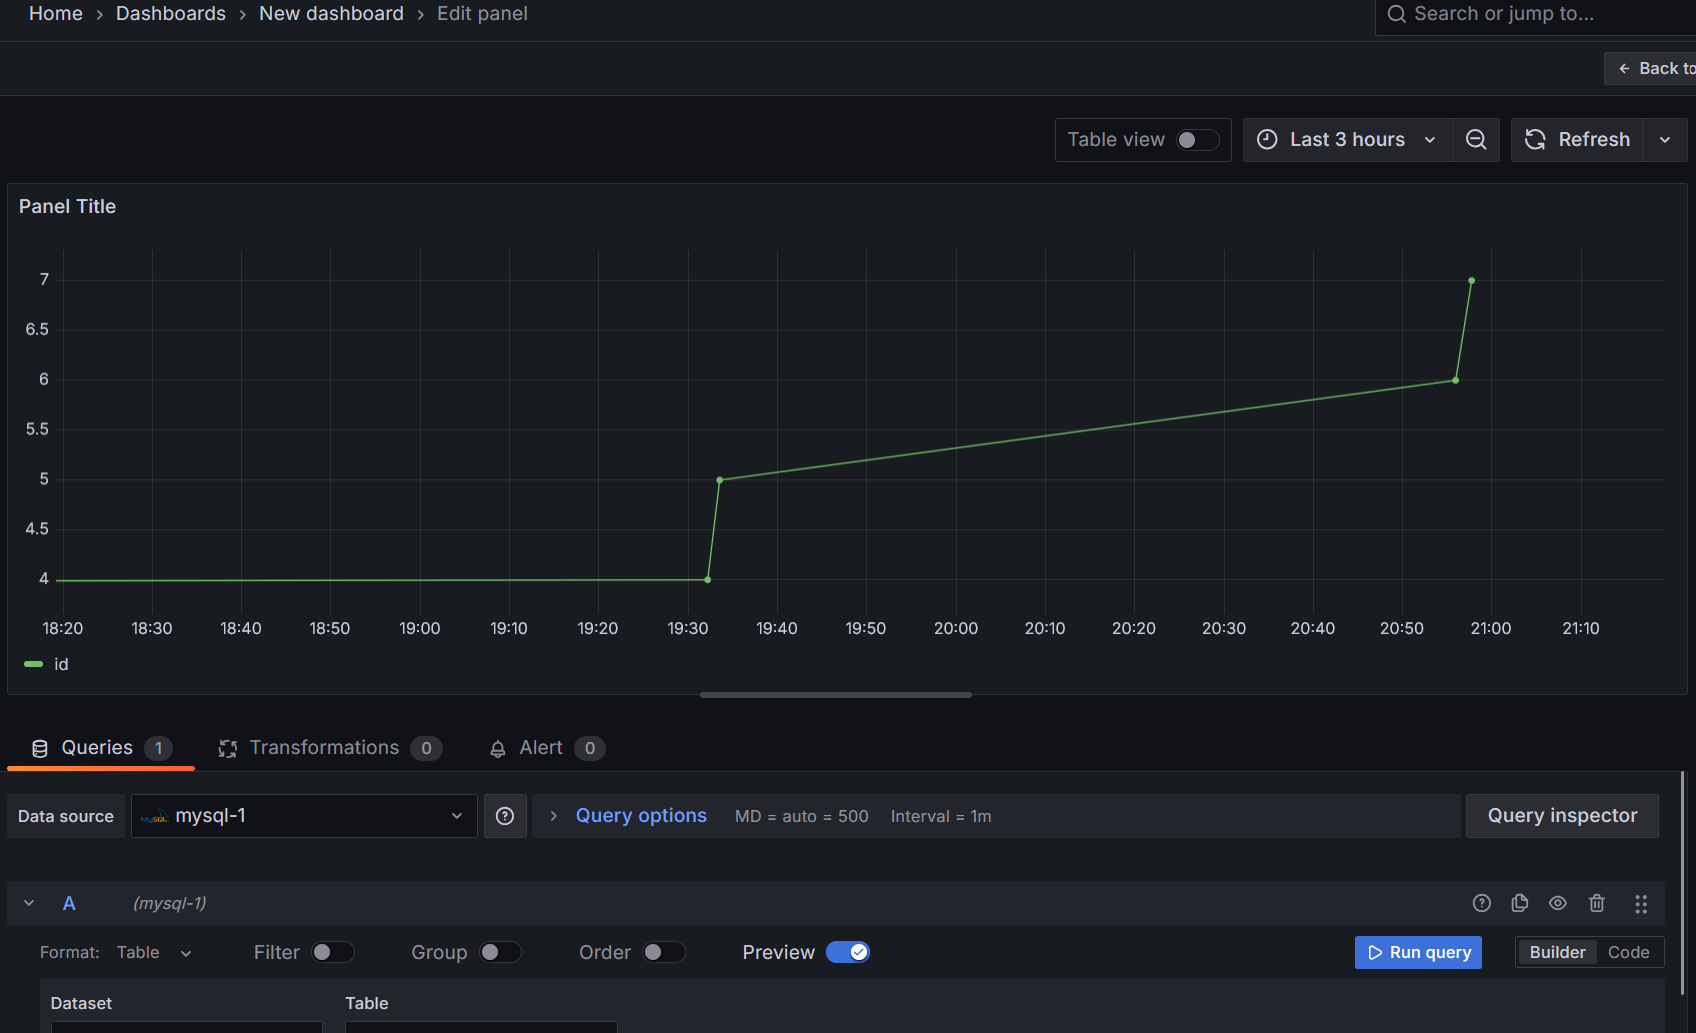 Home > Dashboards > New dashboard > Edit panel
Search or jump to...
Back to
Table view
Last 3 hours
Refresh
Panel Title
7
6.5
6
5.5
5
4.5
4
18:20 18:30 18:40 18:50 19:00 19:10 19:20 19:30 19:40 19:50 20:00 20:10 20:20 20:30 20:40 20:50 21:00 21:10
id
Queries 1 Transformations 0 Alert 0
Data source MySQL mysql-1 > Query options MD = auto = 500 Interval = 1m Query inspector
A (mysql-1)
Format: Table Filter Group Order Preview Run query Builder Code
Dataset Table